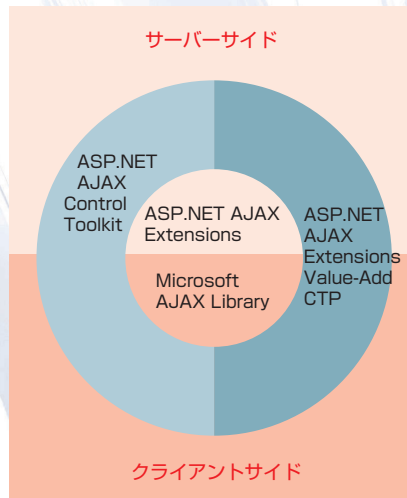 サーバーサイド
ASP.NET
AJAX
Control
Toolkit
ASP.NET AJAX
Extensions
ASP.NET
AJAX
Extensions
Value-Add
CTP
Microsoft
AJAX Library
クライアントサイド